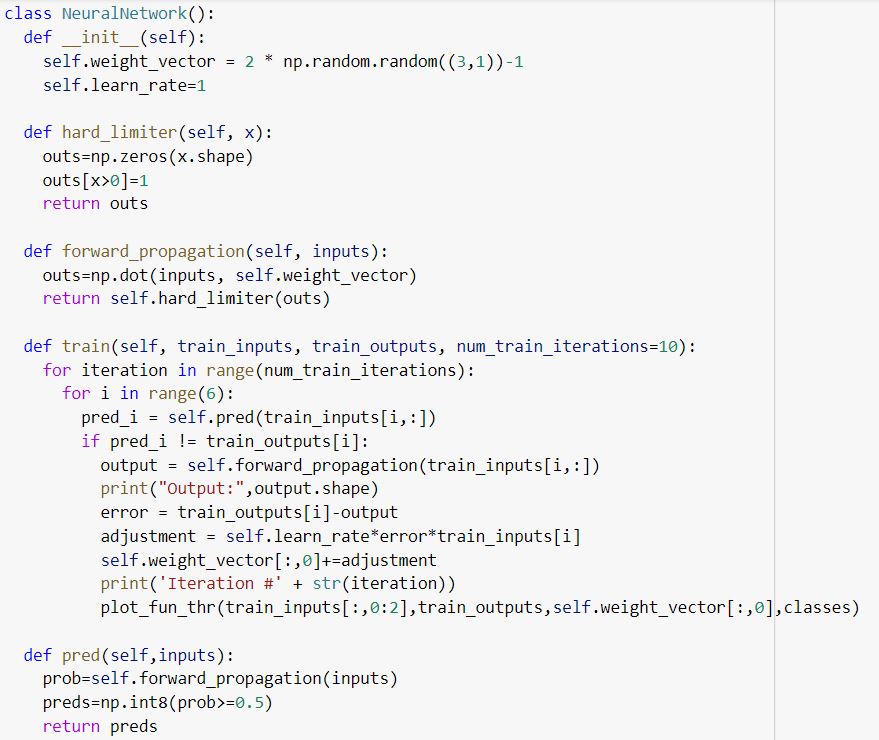 class NeuralNetwork():
  def __init__(self):
    self.weight_vector = 2 * np.random.random((3,1))-1
    self.learn_rate=1

  def hard_limiter(self, x):
    outs=np.zeros(x.shape)
    outs[x>0]=1
    return outs

  def forward_propagation(self, inputs):
    outs=np.dot(inputs, self.weight_vector)
    return self.hard_limiter(outs)

  def train(self, train_inputs, train_outputs, num_train_iterations=10):
    for iteration in range(num_train_iterations):
      for i in range(6):
        pred_i = self.pred(train_inputs[i,:])
        if pred_i != train_outputs[i]:
          output = self.forward_propagation(train_inputs[i,:])
          print("Output:",output.shape)
          error = train_outputs[i]-output
          adjustment = self.learn_rate*error*train_inputs[i]
          self.weight_vector[:,0]+=adjustment
          print('Iteration #' + str(iteration))
          plot_fun_thr(train_inputs[:,0:2],train_outputs,self.weight_vector[:,0],classes)

  def pred(self,inputs):
    prob=self.forward_propagation(inputs)
    preds=np.int8(prob>=0.5)
    return preds